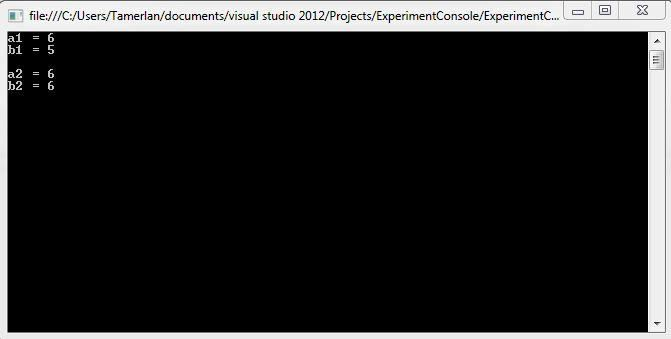 file:///C:/Users/Tamerlan/documents/visual studio 2012/Projects/ExperimentConsole/ExperimentC...
a1 = 6
b1 = 5
a2 = 6
b2 = 6